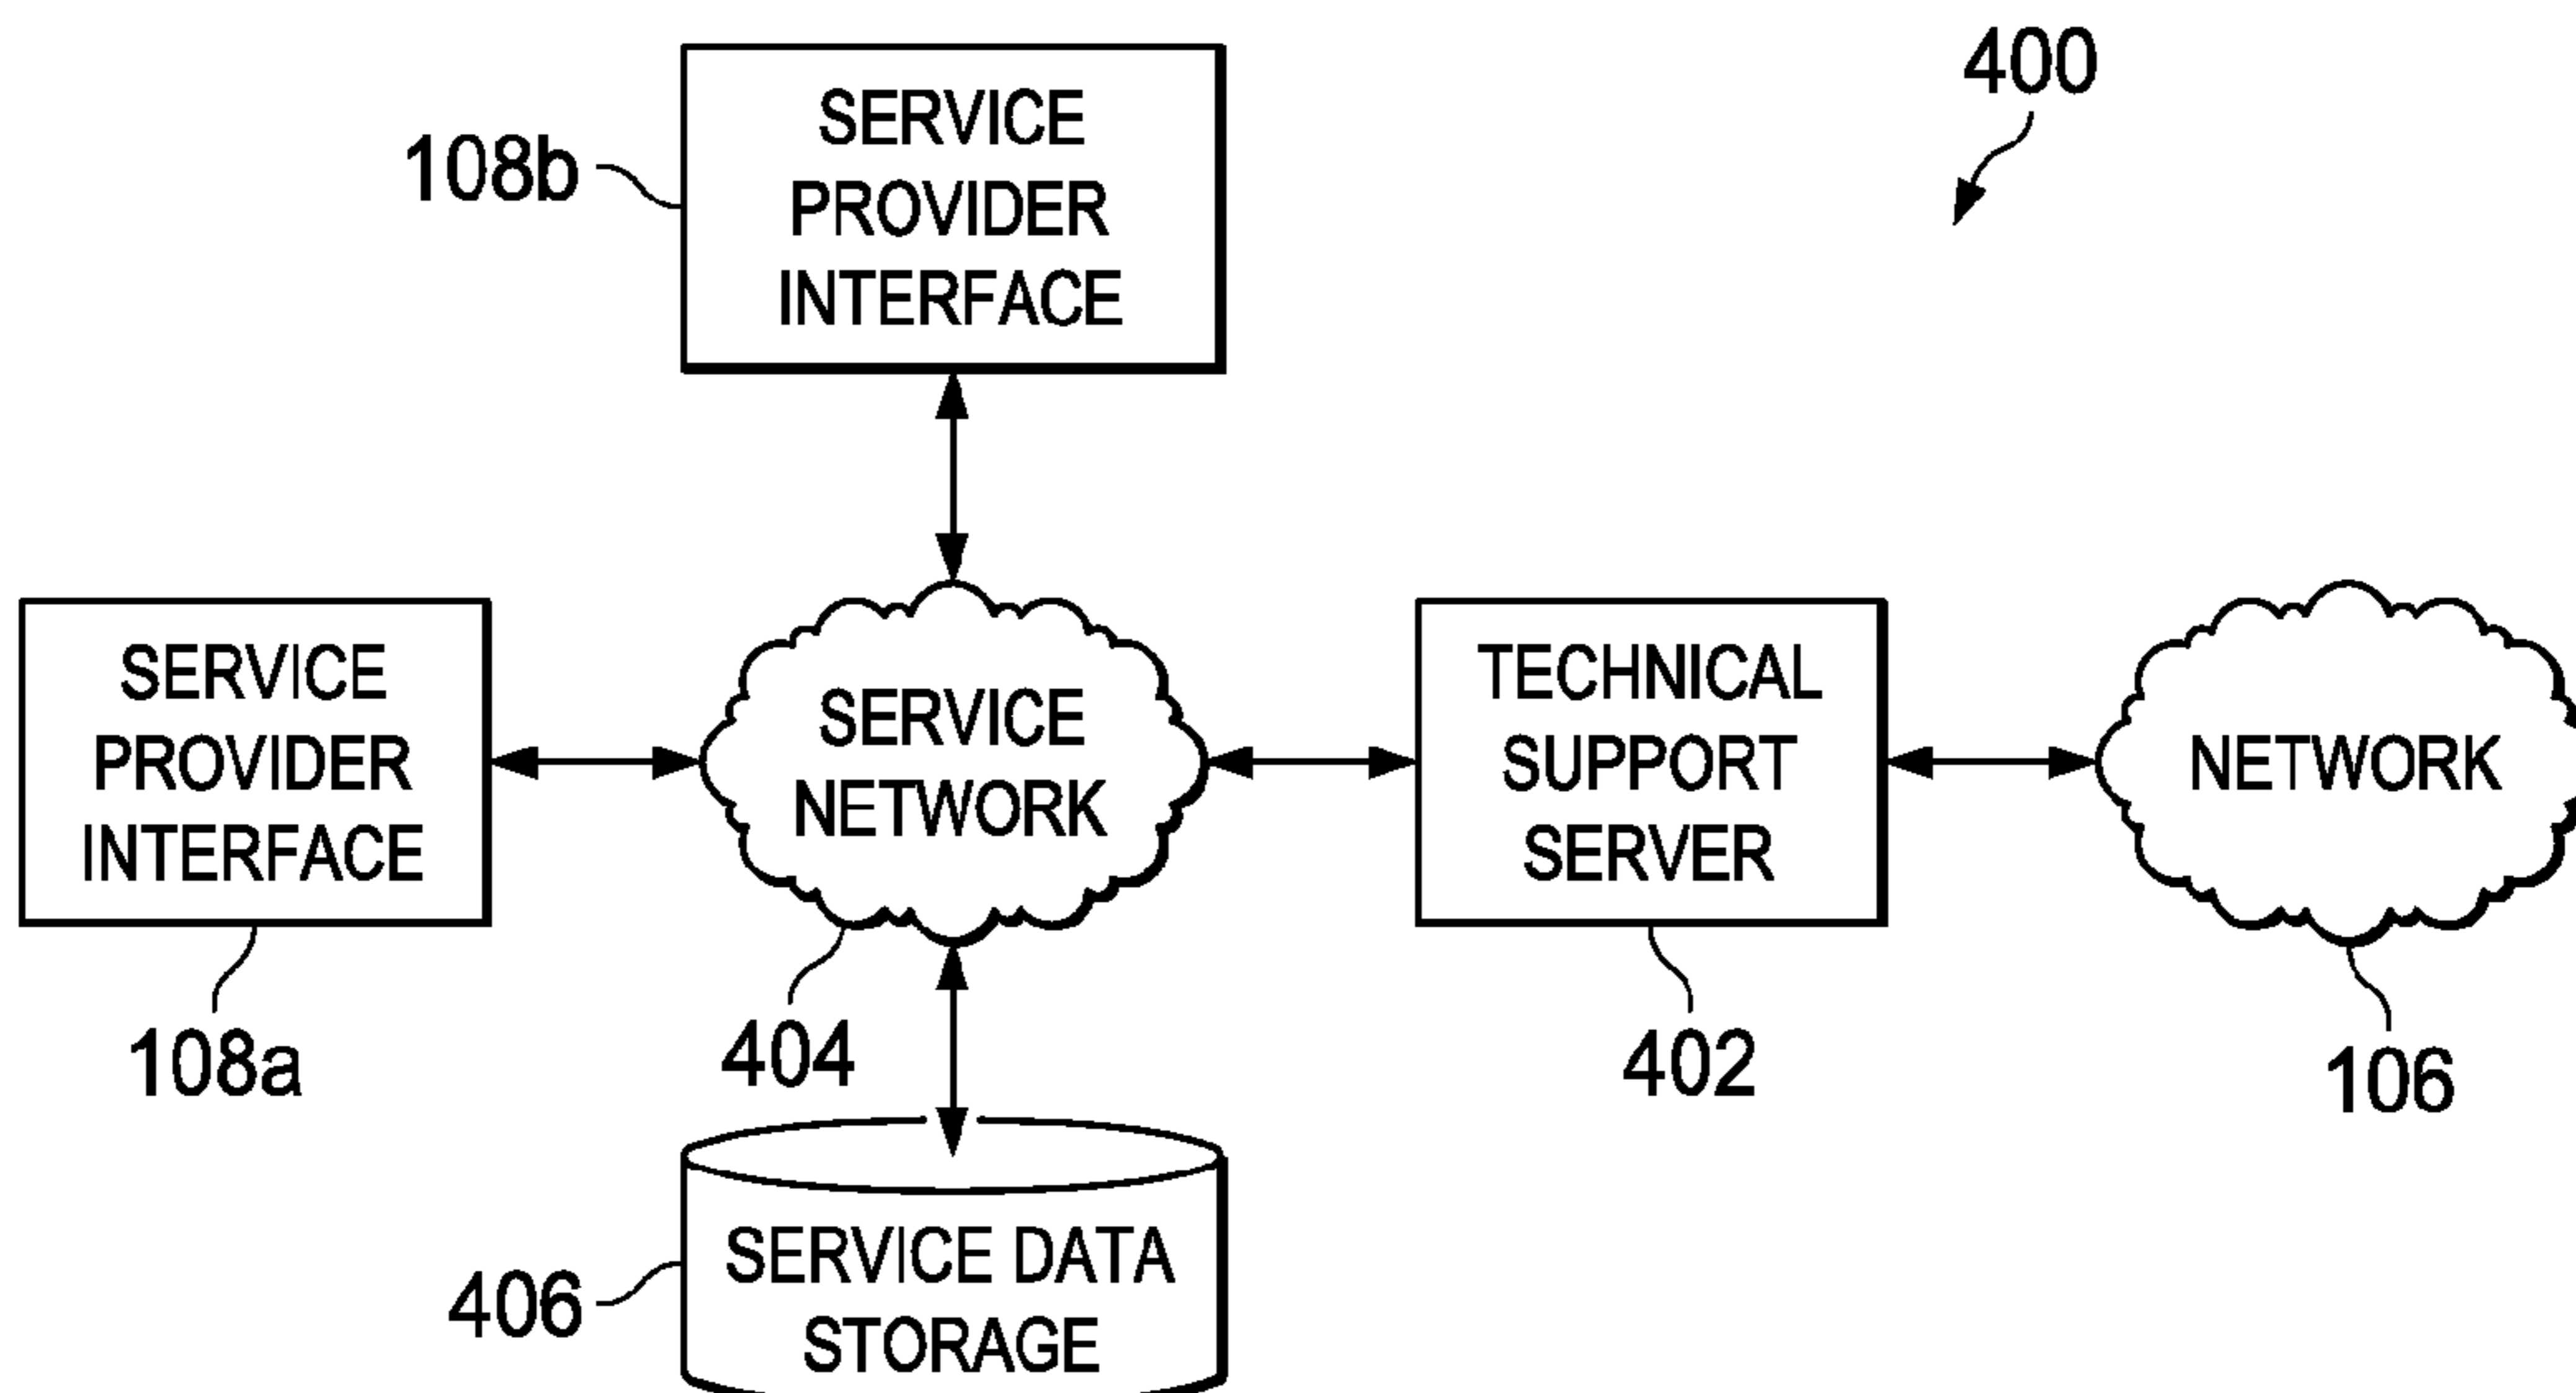 400
108b
SERVICE
PROVIDER
INTERFACE
SERVICE
PROVIDER
INTERFACE
108a
SERVICE
NETWORK
404
TECHNICAL
SUPPORT
SERVER
402
NETWORK
106
406
SERVICE DATA
STORAGE